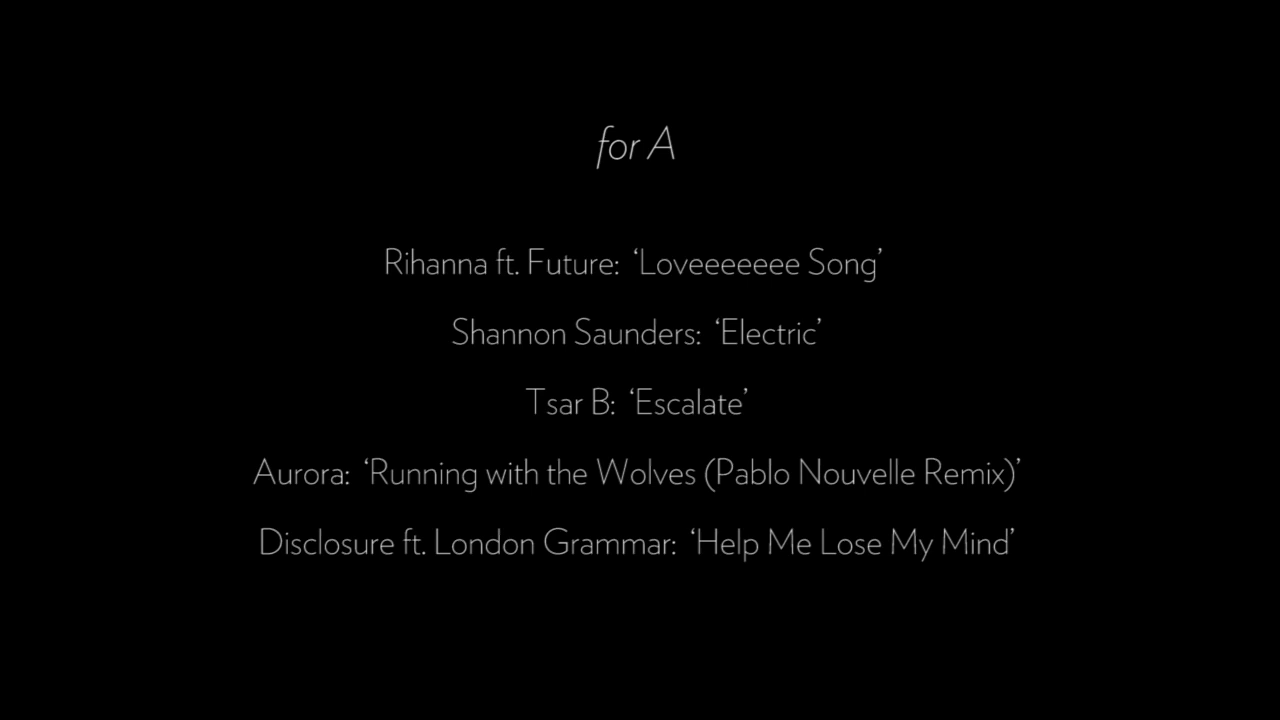 for A
Rihanna ft. Future: ‘Loveeeeeee Song’
Shannon Saunders: ‘Electric’
Tsar B: ‘Escalate’
Aurora: ‘Running with the Wolves (Pablo Nouvelle Remix)’
Disclosure ft. London Grammar: ‘Help Me Lose My Mind’